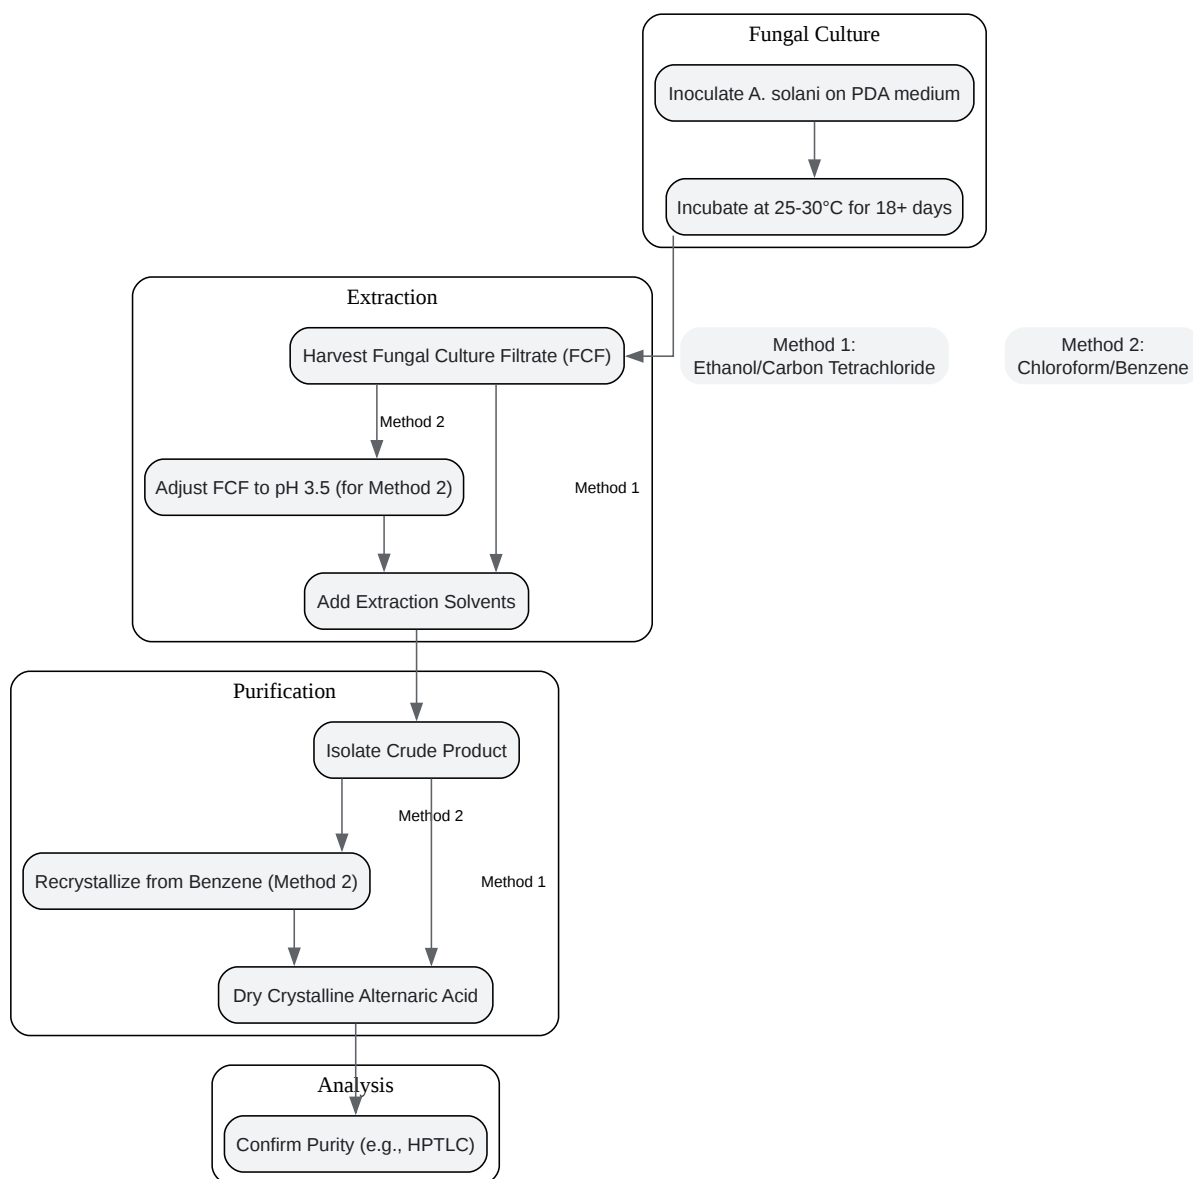 Fungal Culture
Inoculate A. solani on PDA medium
Incubate at 25-30°C for 18+ days
Extraction
Harvest Fungal Culture Filtrate (FCF)
Method 1:
Ethanol/Carbon Tetrachloride
Method 2:
Chloroform/Benzene
Method 2
Adjust FCF to pH 3.5 (for Method 2)
Method 1
Add Extraction Solvents
Purification
Isolate Crude Product
Method 2
Recrystallize from Benzene (Method 2)
Method 1
Dry Crystalline Alternaric Acid
Analysis
Confirm Purity (e.g., HPTLC)